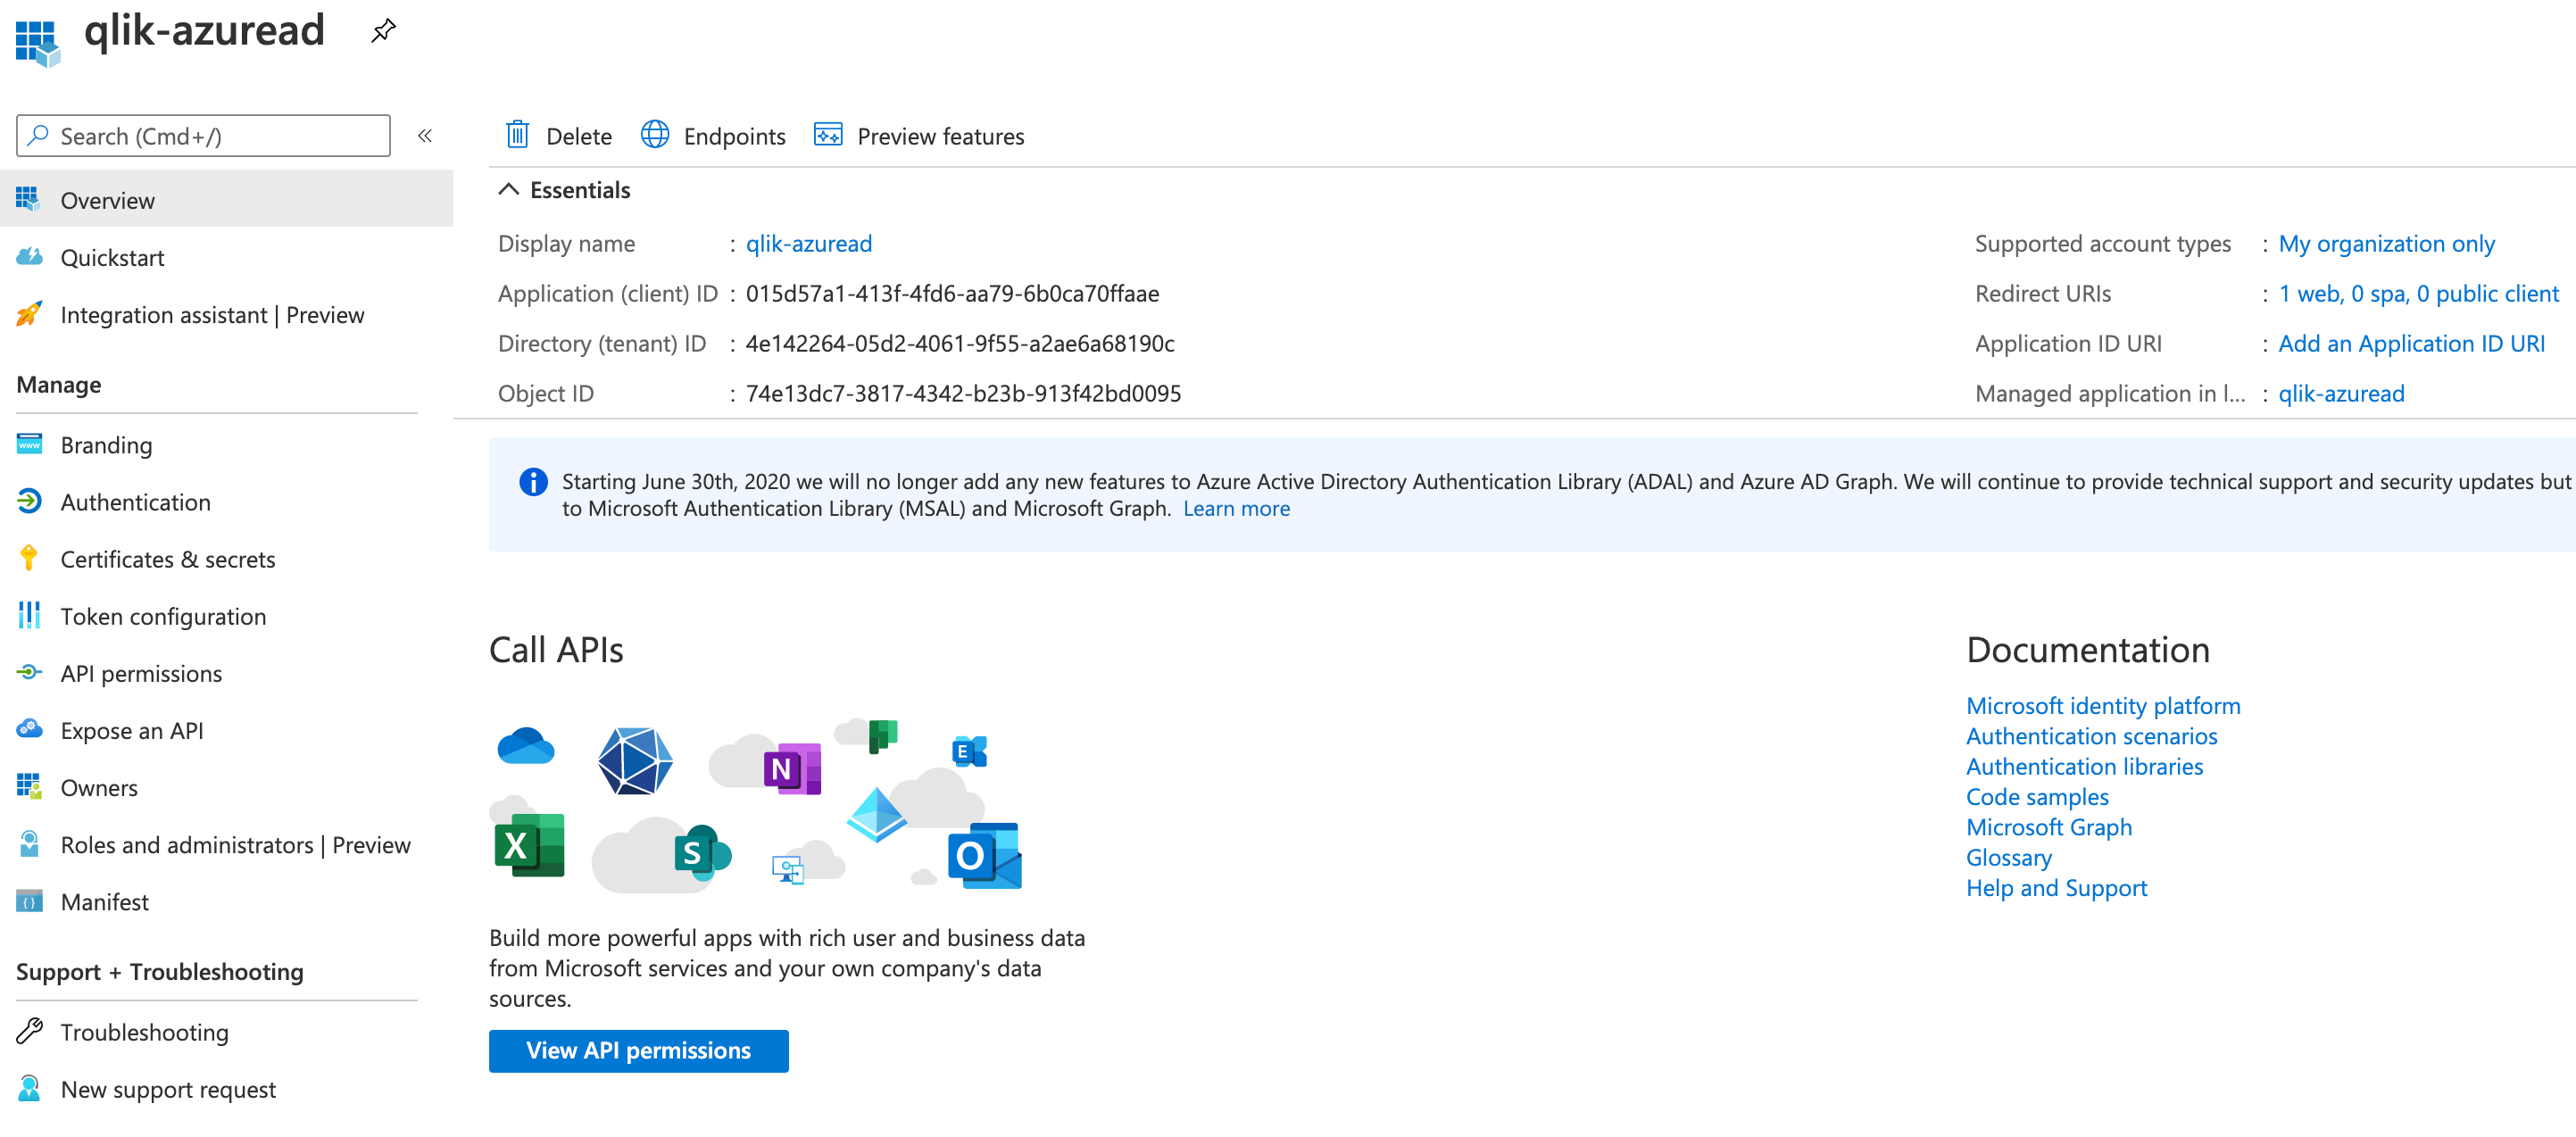 qlik-azuread
Search (Cmd+/)
«
Overview
Quickstart
Integration assistant | Preview
Manage
Branding
Authentication
Certificates & secrets
Token configuration
API permissions
Expose an API
Owners
Roles and administrators | Preview
Manifest
Support + Troubleshooting
Troubleshooting
New support request
Delete Endpoints Preview features
Essentials
Display name : qlik-azuread
Application (client) ID : 015d57a1-413f-4fd6-aa79-6b0ca70ffaae
Directory (tenant) ID : 4e142264-05d2-4061-9f55-a2ae6a68190c
Object ID : 74e13dc7-3817-4342-b23b-913f42bd0095
Supported account types : My organization only
Redirect URIs : 1 web, 0 spa, 0 public client
Application ID URI : Add an Application ID URI
Managed application in l... : qlik-azuread
Starting June 30th, 2020 we will no longer add any new features to Azure Active Directory Authentication Library (ADAL) and Azure AD Graph. We will continue to provide technical support and security updates but
to Microsoft Authentication Library (MSAL) and Microsoft Graph. Learn more
Call APIs
N
E
X
S
O
Build more powerful apps with rich user and business data
from Microsoft services and your own company's data
sources.
View API permissions
Documentation
Microsoft identity platform
Authentication scenarios
Authentication libraries
Code samples
Microsoft Graph
Glossary
Help and Support